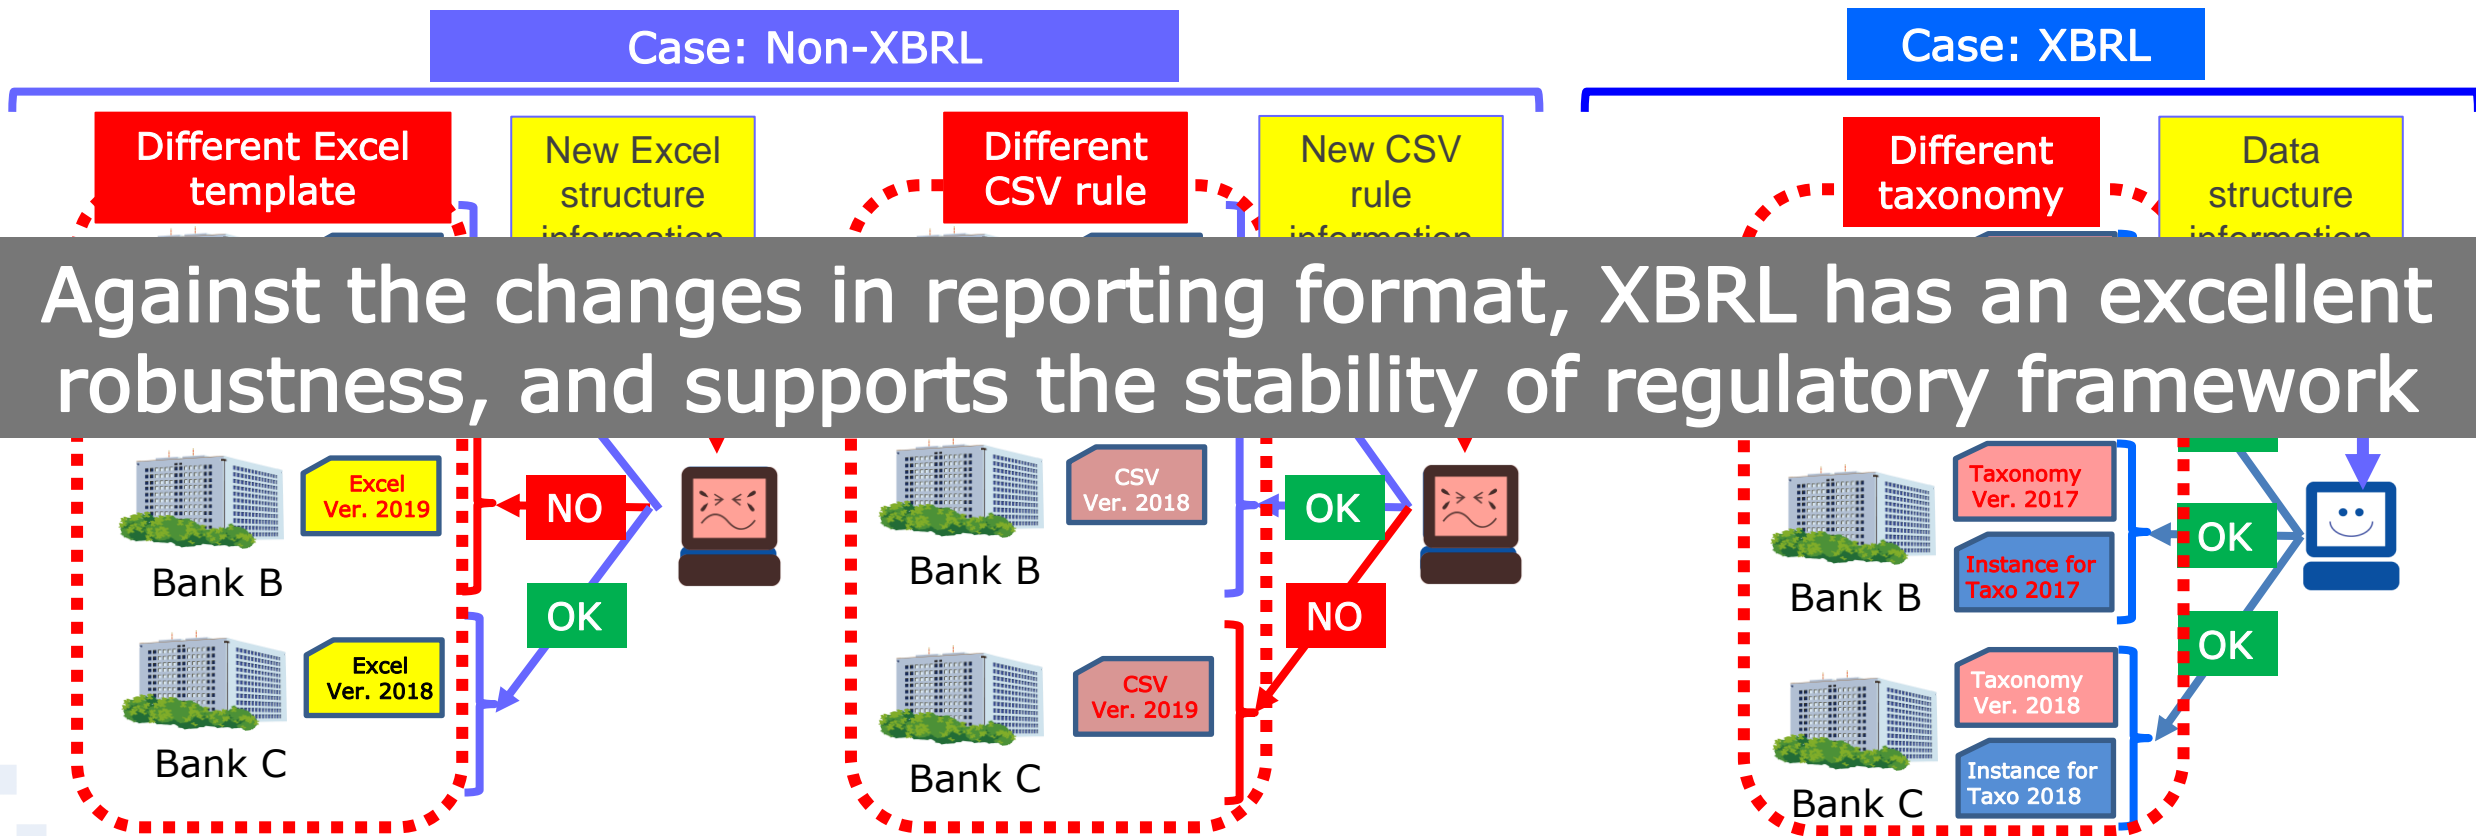 Case: Non-XBRL
Case: XBRL
Different Excel
template
New Excel
structure
information
Different
CSV rule
New CSV
rule
information
Different
taxonomy
Data
structure
information
Against the changes in reporting format, XBRL has an excellent
robustness, and supports the stability of regulatory framework
Excel
Ver. 2019
NO
Bank B
OK
Excel
Ver. 2018
Bank C
CSV
Ver. 2018
OK
Bank B
NO
CSV
Ver. 2019
Bank C
Taxonomy
Ver. 2017
Instance for
Taxo 2017
OK
Bank B
OK
Taxonomy
Ver. 2018
Instance for
Taxo 2018
Bank C